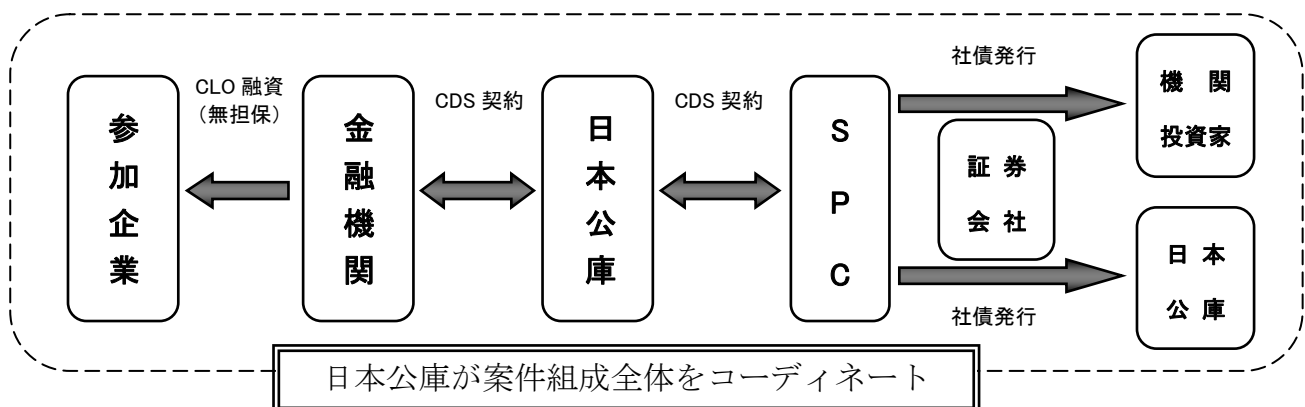 CLO 融資
（無担保）
CDS 契約
CDS 契約
社債発行
参加企業
金融機関
日本公庫
SPC
証券
会社
機関
投資家
日本
公庫
社債発行
日本公庫が案件組成全体をコーディネート